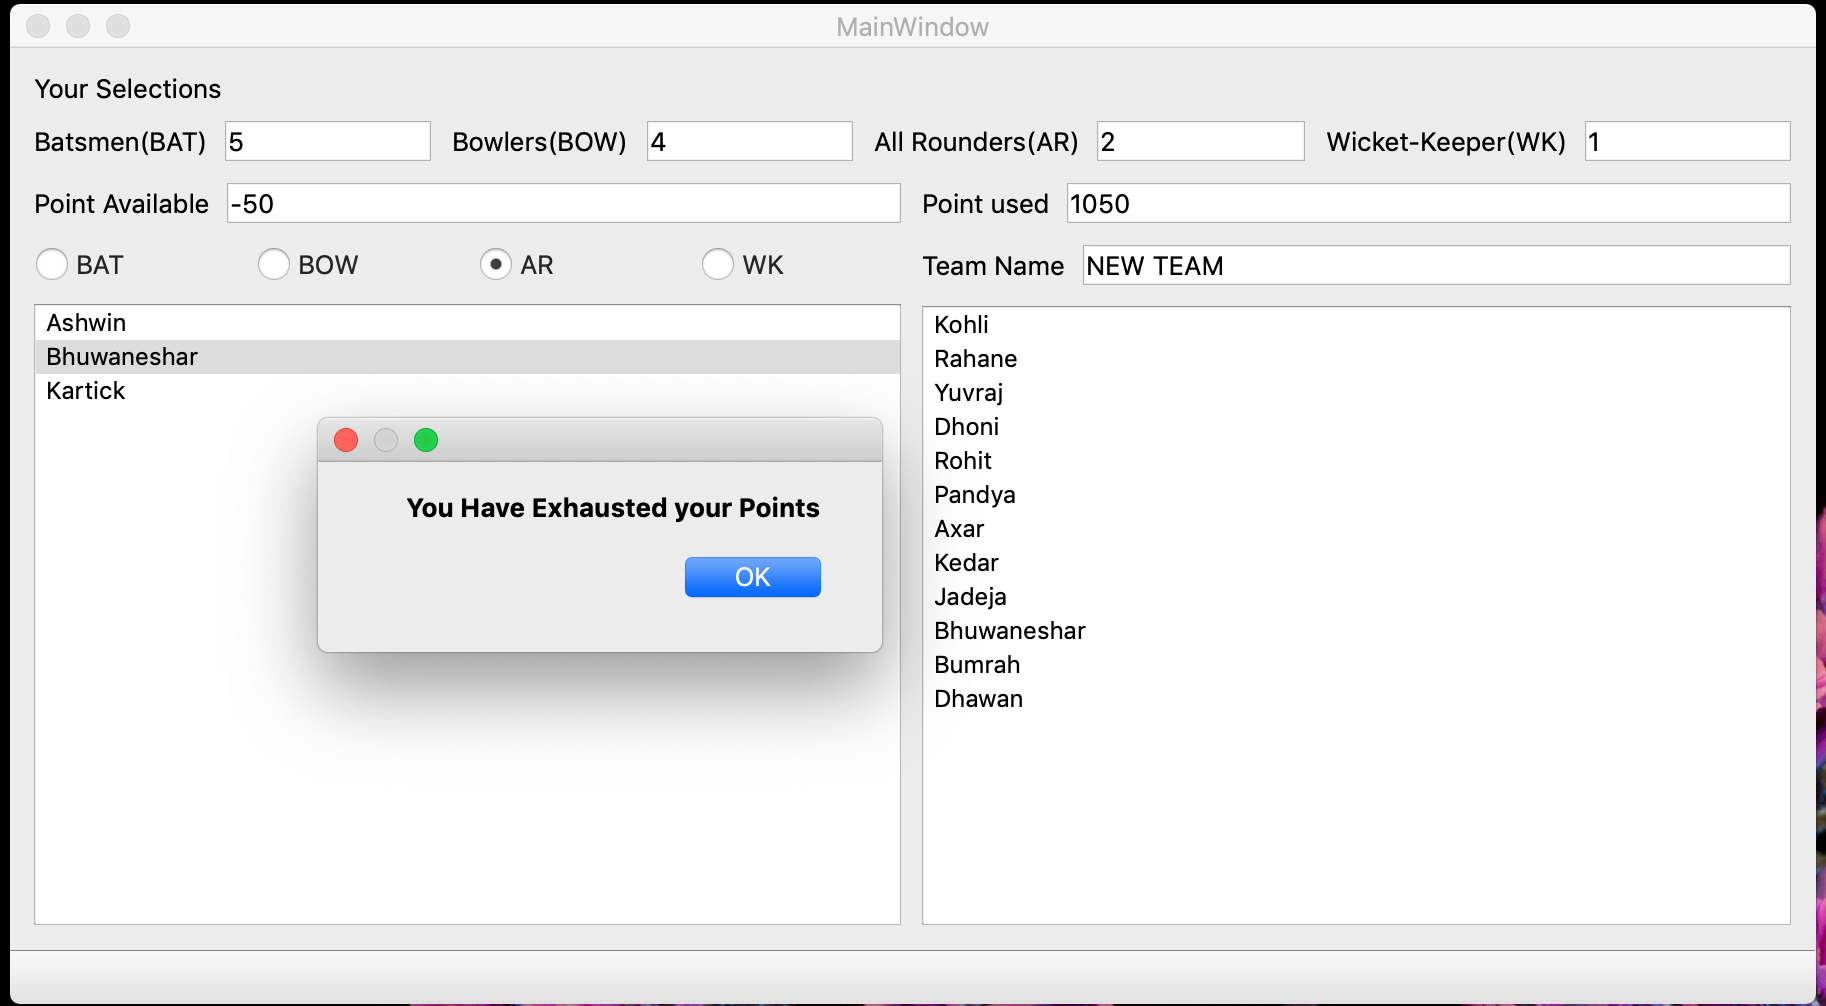 MainWindow
Your Selections
Batsmen(BAT) 5 Bowlers(BOW) 4 All Rounders(AR) 2 Wicket-Keeper(WK) 1
Point Available -50 Point used 1050
BAT BOW AR WK Team Name NEW TEAM
Ashwin
Bhuwaneshar
Kartick
You Have Exhausted your Points
OK
Kohli
Rahane
Yuvraj
Dhoni
Rohit
Pandya
Axar
Kedar
Jadeja
Bhuwaneshar
Bumrah
Dhawan